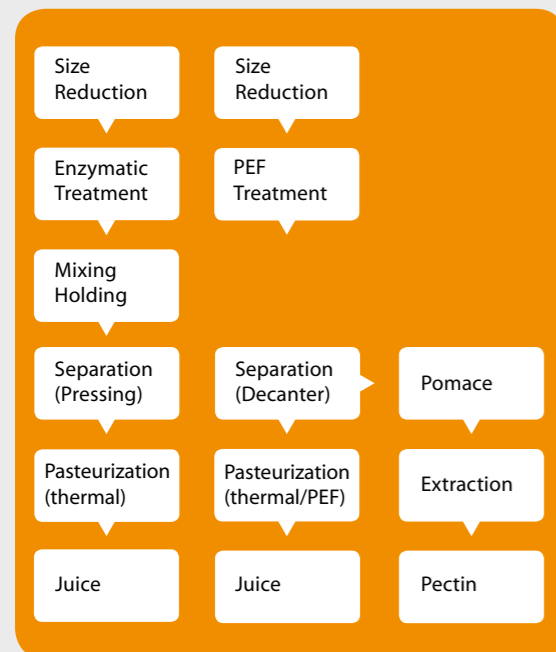 Size
Reduction
Enzymatic
Treatment
Mixing
Holding
Separation
(Pressing)
Pasteurization
(thermal)
Juice
Size
Reduction
PEF
Treatment
Separation
(Decanter)
Pasteurization
(thermal/PEF)
Juice
Pomace
Extraction
Pectin